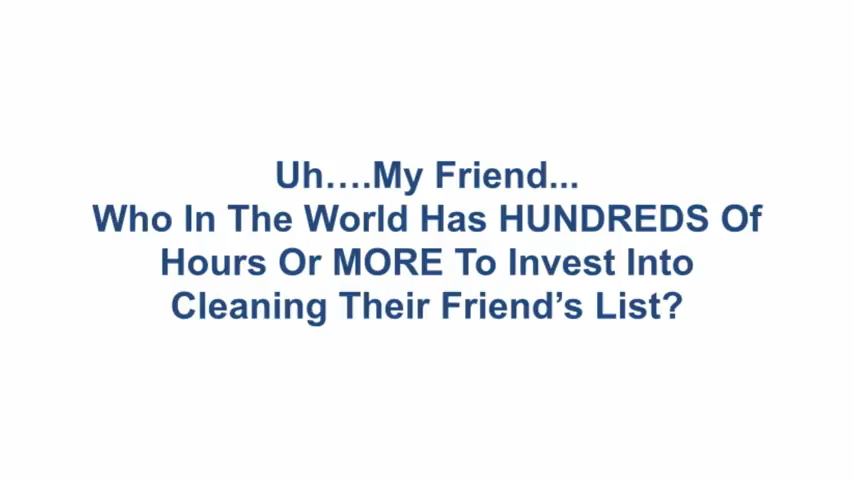 Uh….My Friend...
Who In The World Has HUNDREDS Of
Hours Or MORE To Invest Into
Cleaning Their Friend’s List?